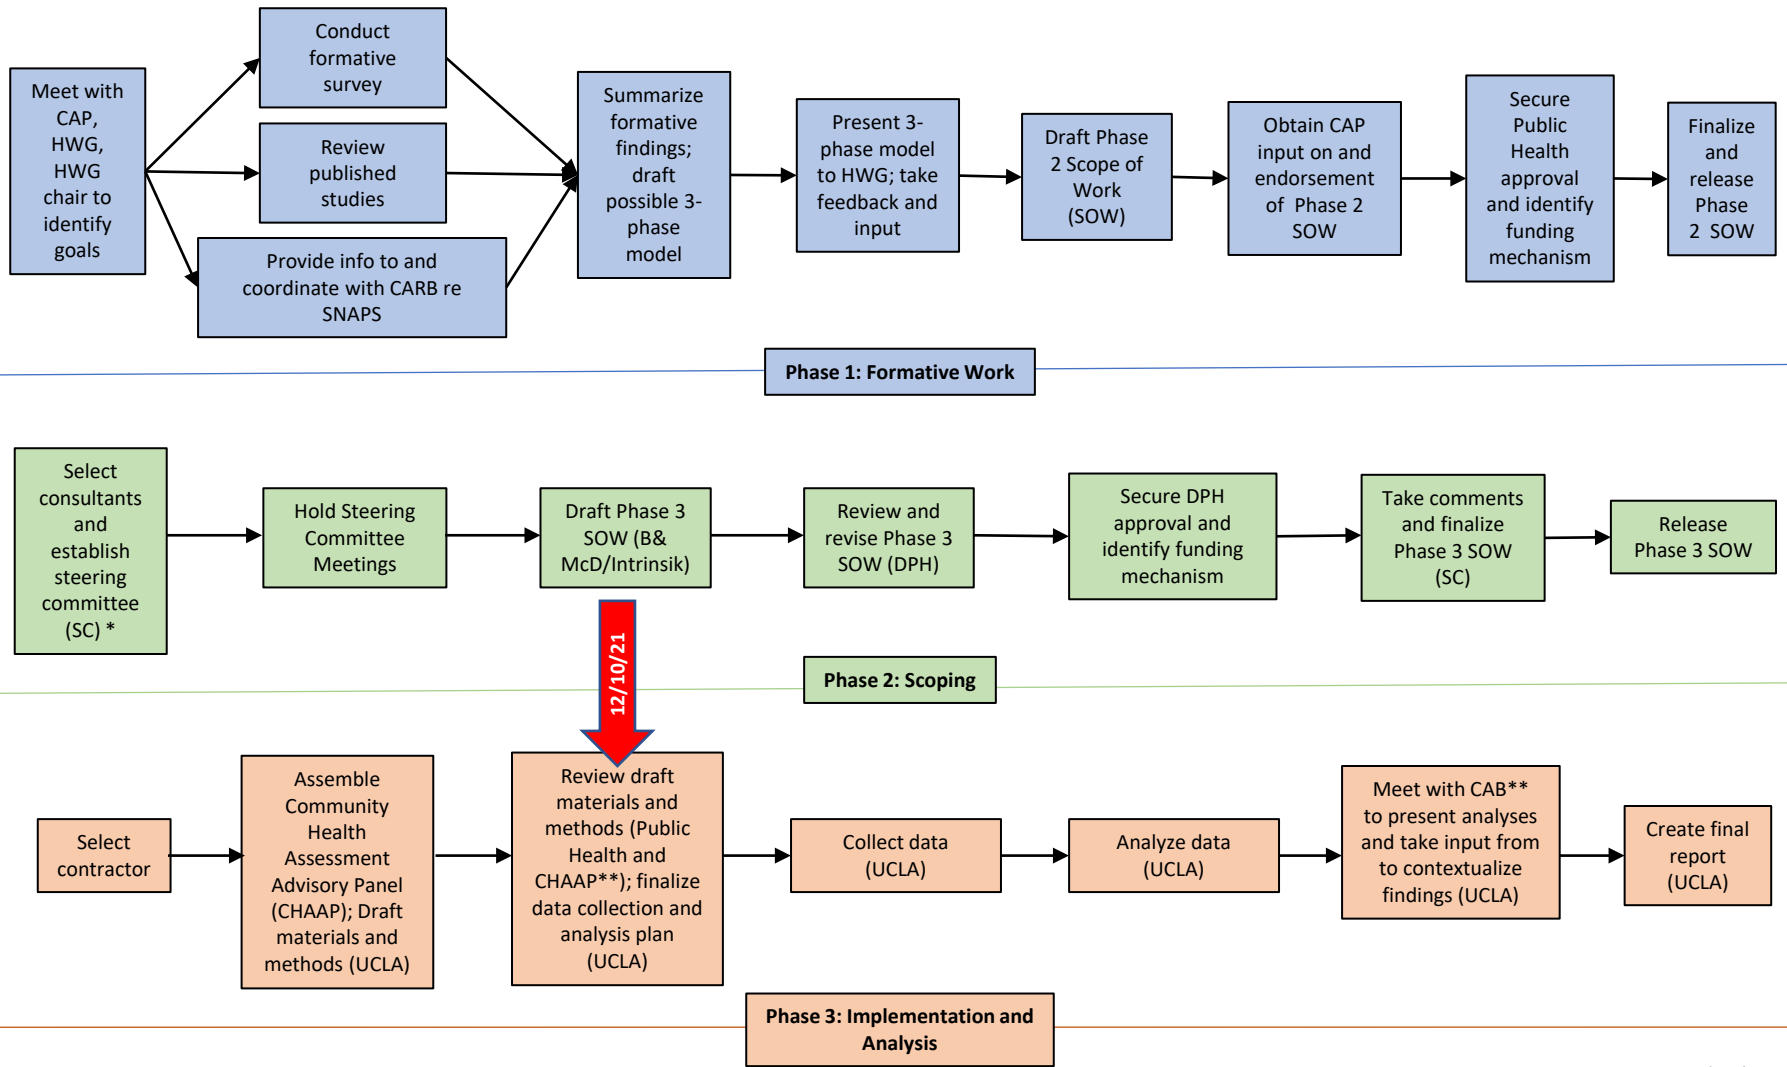 Meet with
CAP,
HWG,
HWG
chair to
identify
goals
Conduct
formative
survey
Review
published
studies
Provide info to and
coordinate with CARB re
SNAPS
Summarize
formative
findings;
draft
possible 3-
phase
model
Present 3-
phase model
to HWG; take
feedback and
input
Draft Phase
2 Scope of
Work
(SOW)
Obtain CAP
input on and
endorsement
of Phase 2
SOW
Secure
Public
Health
approval
and identify
funding
mechanism
Finalize
and
release
Phase
2 SOW
Phase 1: Formative Work
Select
consultants
and
establish
steering
committee
(SC) *
Hold Steering
Committee
Meetings
Draft Phase 3
SOW (B&
McD/Intrinsik)
Review and
revise Phase 3
SOW (DPH)
Secure DPH
approval and
identify funding
mechanism
Take comments
and finalize
Phase 3 SOW
(SC)
Release
Phase 3 SOW
12/10/21
Phase 2: Scoping
Select
contractor
Assemble
Community
Health
Assessment
Advisory Panel
(CHAAP); Draft
materials and
methods (UCLA)
Review draft
materials and
methods (Public
Health and
CHAAP**); finalize
data collection and
analysis plan
(UCLA)
Collect data
(UCLA)
Analyze data
(UCLA)
Meet with CAB**
to present analyses
and take input from
to contextualize
findings (UCLA)
Create final
report
(UCLA)
Phase 3: Implementation and
Analysis